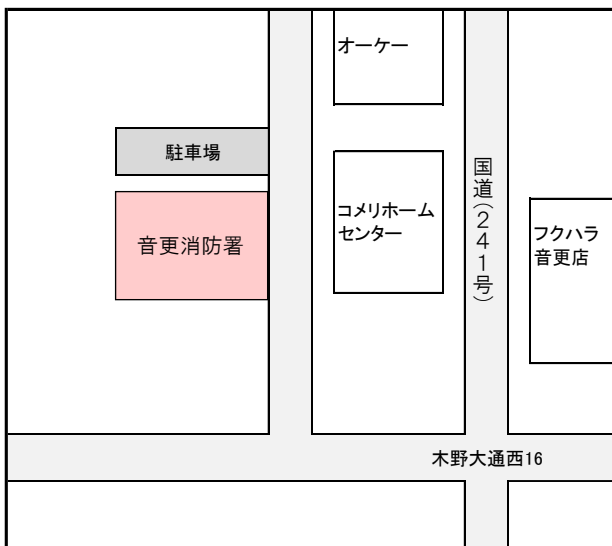 オーケー
駐車場
コメリホーム
センター
音更消防署
国道(241号)
フクハラ
音更店
木野大通西16